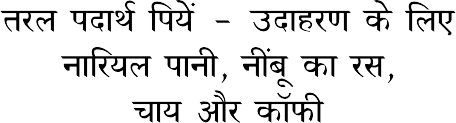 तरल पदार्थ पियें - उदाहरण के लिए
नारियल पानी, नींबू का रस,
चाय और कॉफी